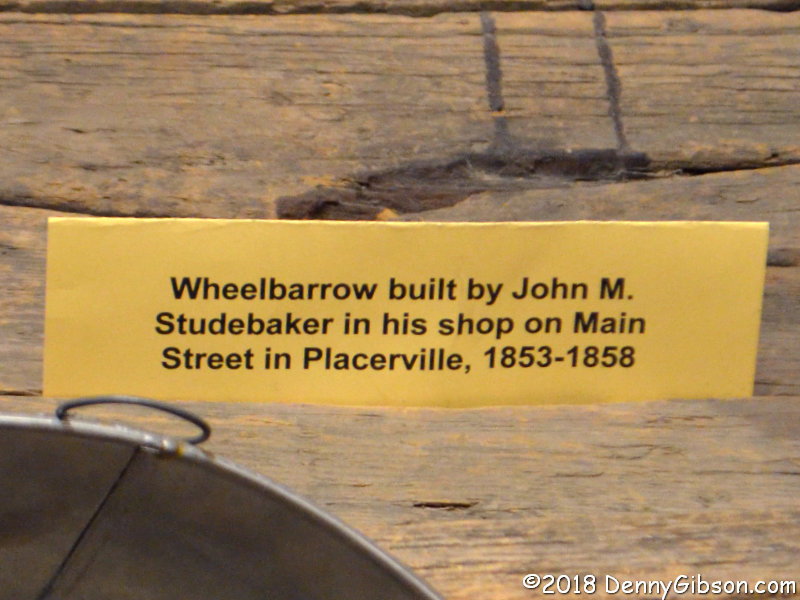 Wheelbarrow built by John M.
Studebaker in his shop on Main
Street in Placerville, 1853-1858
©2018 DennyGibson.com